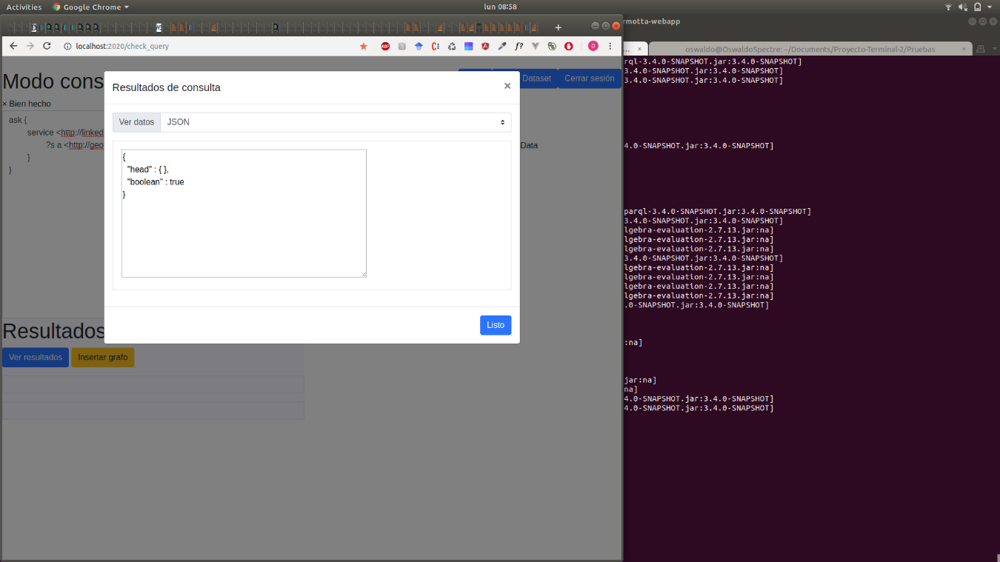 Activities
Google Chrome
lun 08:58
rmotta-webapp
localhost:2020/check_query
ABP
f?
O
...
oswaldo@OswaldoSpectre: ~/Documents/Proyecto-Terminal-2/Pruebas
Modo cons
Dataset
Cerrar sesión
× Bien hecho
ask {
service <http://linked
?s a <http://geo
}
}
Data
Resultados de consulta
×
Ver datos
JSON
{
"head" : { },
"boolean" : true
}
Listo
Resultados
Ver resultados
Insertar grafo
rql-3.4.0-SNAPSHOT.jar:3.4.0-SNAPSHOT]
3.4.0-SNAPSHOT.jar:3.4.0-SNAPSHOT]
3.4.0-SNAPSHOT.jar:3.4.0-SNAPSHOT]
4.0-SNAPSHOT.jar:3.4.0-SNAPSHOT]
parql-3.4.0-SNAPSHOT.jar:3.4.0-SNAPSHOT]
3.4.0-SNAPSHOT.jar:3.4.0-SNAPSHOT]
lgebra-evaluation-2.7.13.jar:na]
lgebra-evaluation-2.7.13.jar:na]
lgebra-evaluation-2.7.13.jar:na]
3.4.0-SNAPSHOT.jar:3.4.0-SNAPSHOT]
lgebra-evaluation-2.7.13.jar:na]
lgebra-evaluation-2.7.13.jar:na]
lgebra-evaluation-2.7.13.jar:na]
lgebra-evaluation-2.7.13.jar:na]
.0-SNAPSHOT.jar:3.4.0-SNAPSHOT]
:na]
jar:na]
na]
4.0-SNAPSHOT.jar:3.4.0-SNAPSHOT]
4.0-SNAPSHOT.jar:3.4.0-SNAPSHOT]